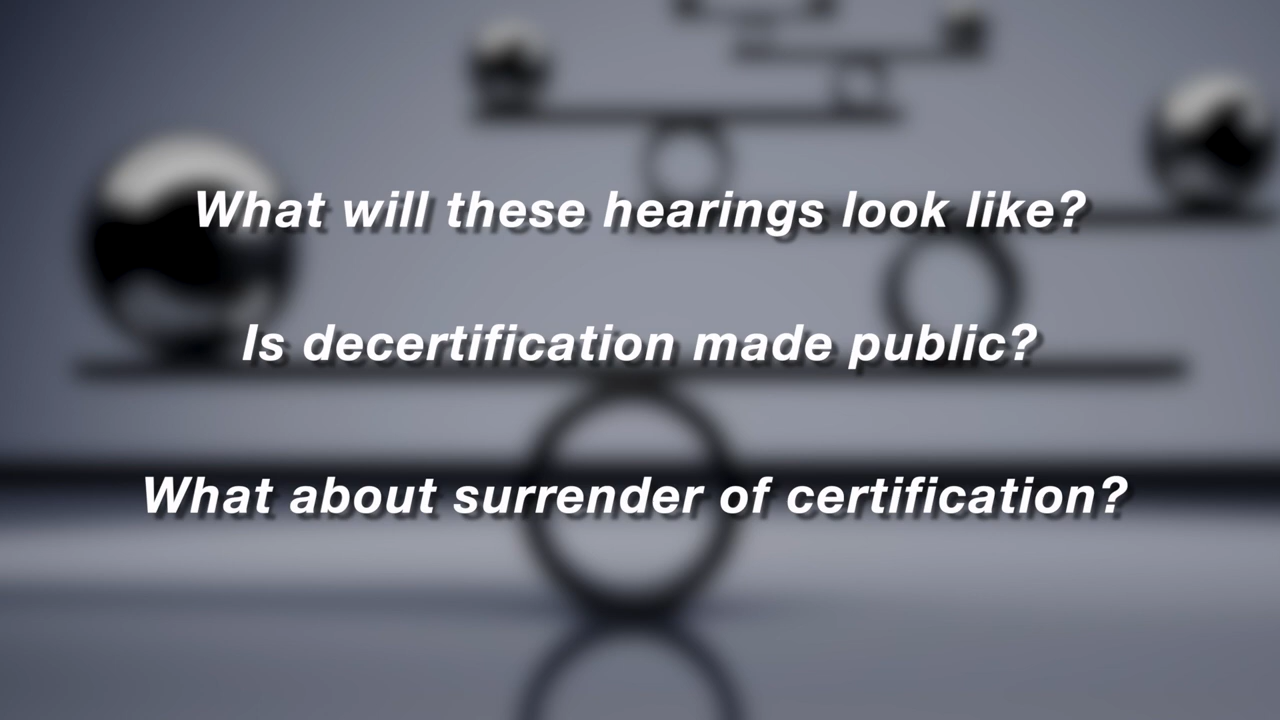 What will these hearings look like?
Is decertification made public?
What about surrender of certification?